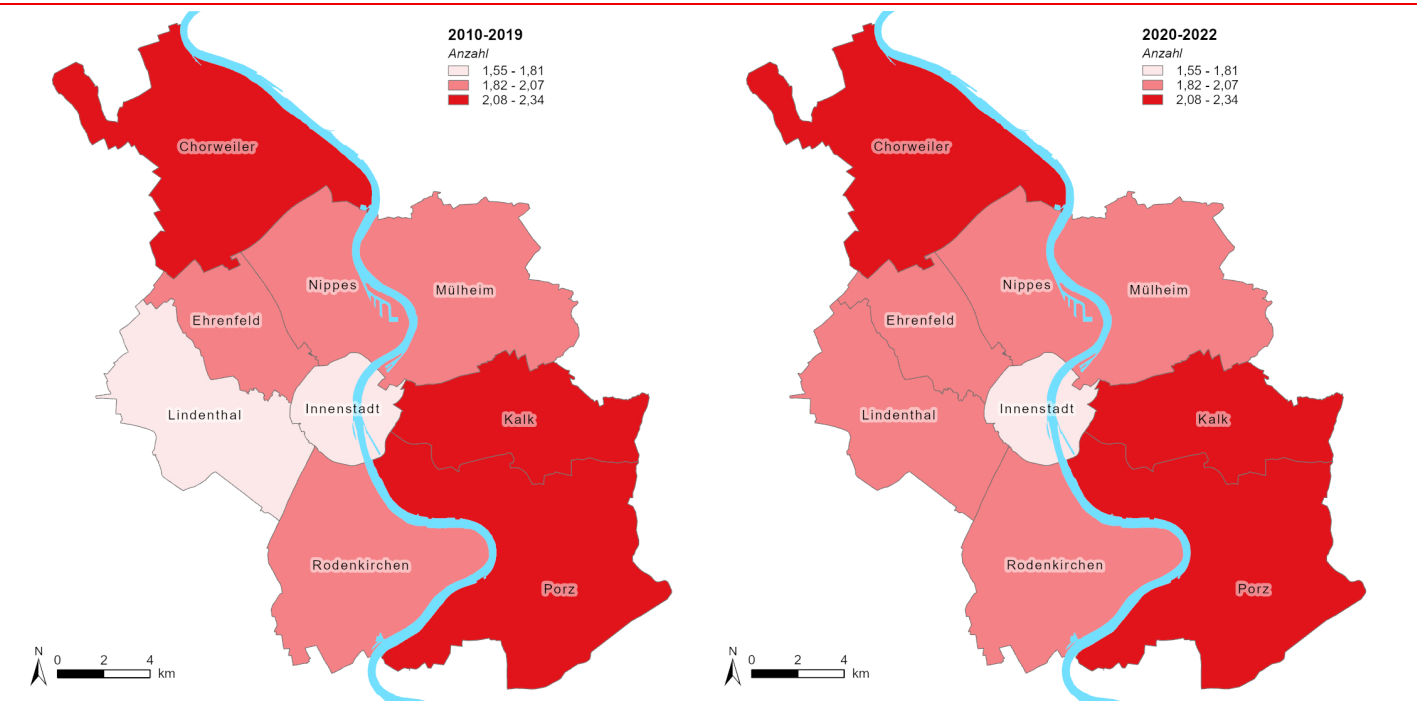 2010-2019
Anzahl
1,55 - 1,81
1,82 - 2,07
2,08 - 2,34
Chorweiler
Nippes
Mülheim
Ehrenfeld
Lindenthal
Innenstadt
Kalk
Rodenkirchen
Porz
N
0 2 4
km
2020-2022
Anzahl
1,55 - 1,81
1,82 - 2,07
2,08 - 2,34
Chorweiler
Nippes
Mülheim
Ehrenfeld
Lindenthal
Innenstadt
Kalk
Rodenkirchen
Porz
N
0 2 4
km